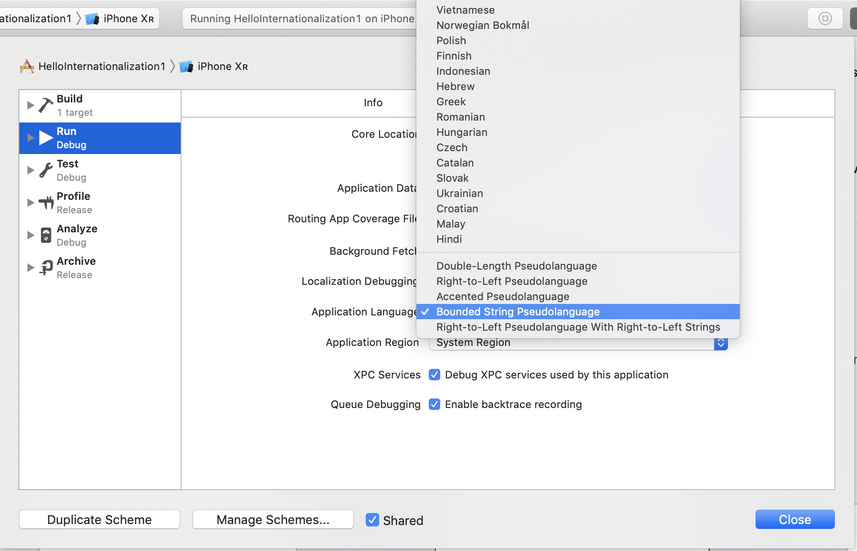 ationalization1 〉 iPhone Xʀ
Running HelloInternationalization1 on iPhone
HelloInternationalization1 〉 iPhone Xʀ
Build
1 target
Run
Debug
Test
Debug
Profile
Release
Analyze
Debug
Archive
Release
Info
Core Location
Application Data
Routing App Coverage File
Background Fetch
Localization Debugging
Application Language
Application Region
System Region
XPC Services
Debug XPC services used by this application
Queue Debugging
Enable backtrace recording
Vietnamese
Norwegian Bokmål
Polish
Finnish
Indonesian
Hebrew
Greek
Romanian
Hungarian
Czech
Catalan
Slovak
Ukrainian
Croatian
Malay
Hindi
Double-Length Pseudolanguage
Right-to-Left Pseudolanguage
Accented Pseudolanguage
✓ Bounded String Pseudolanguage
Right-to-Left Pseudolanguage With Right-to-Left Strings
Duplicate Scheme
Manage Schemes...
Shared
Close